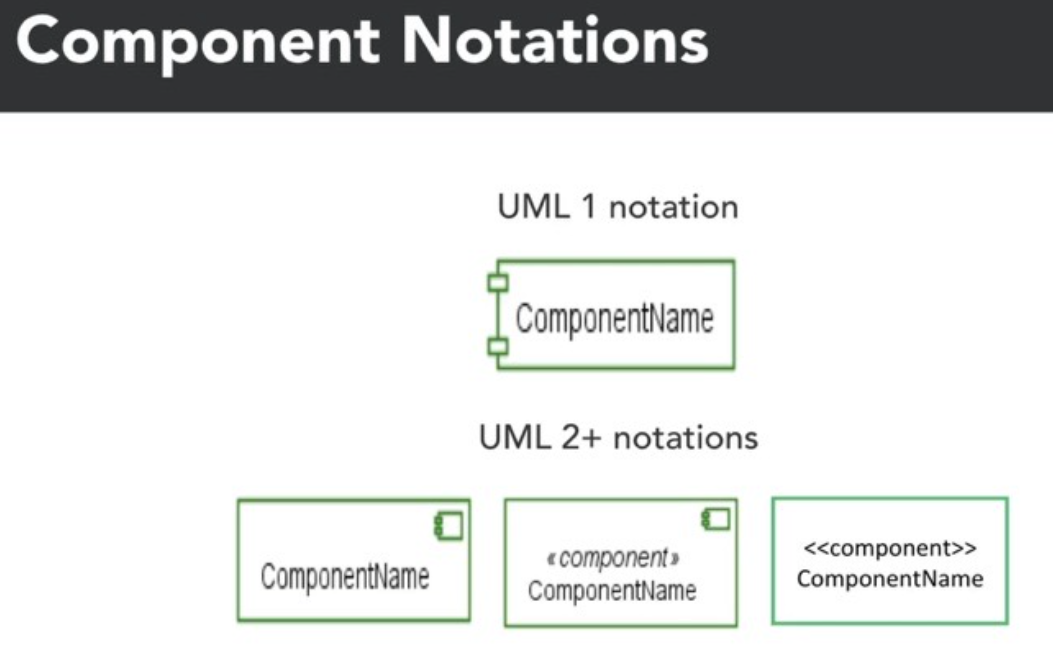 Component Notations
UML 1 notation
ComponentName
UML 2+ notations
ComponentName
«component»
ComponentName
<<component>>
ComponentName